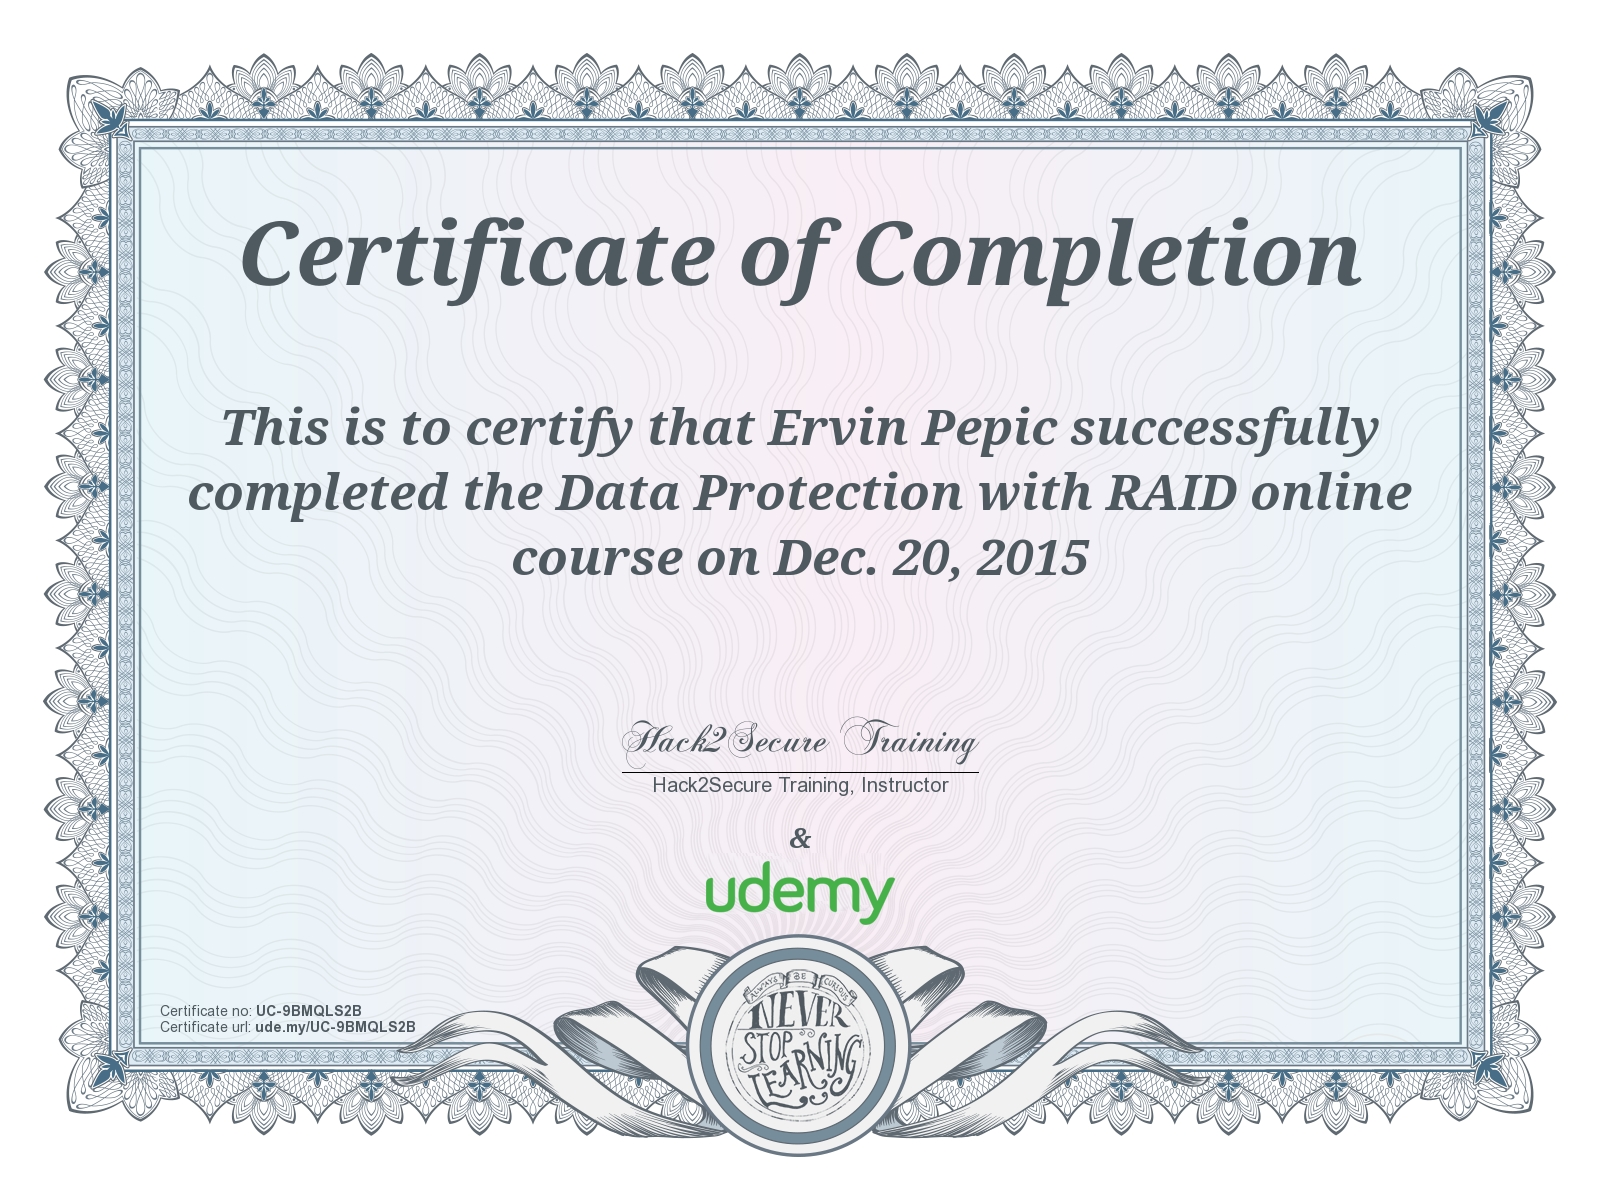 Certificate of Completion
This is to certify that Ervin Pepic successfully
completed the Data Protection with RAID online
course on Dec. 20, 2015
Hack2Secure Training
Hack2Secure Training, Instructor
&
udemy
ALWAYS BE CURIOUS
NEVER
STOP
LEARNING
Certificate no: UC-9BMQLS2B
Certificate url: ude.my/UC-9BMQLS2B